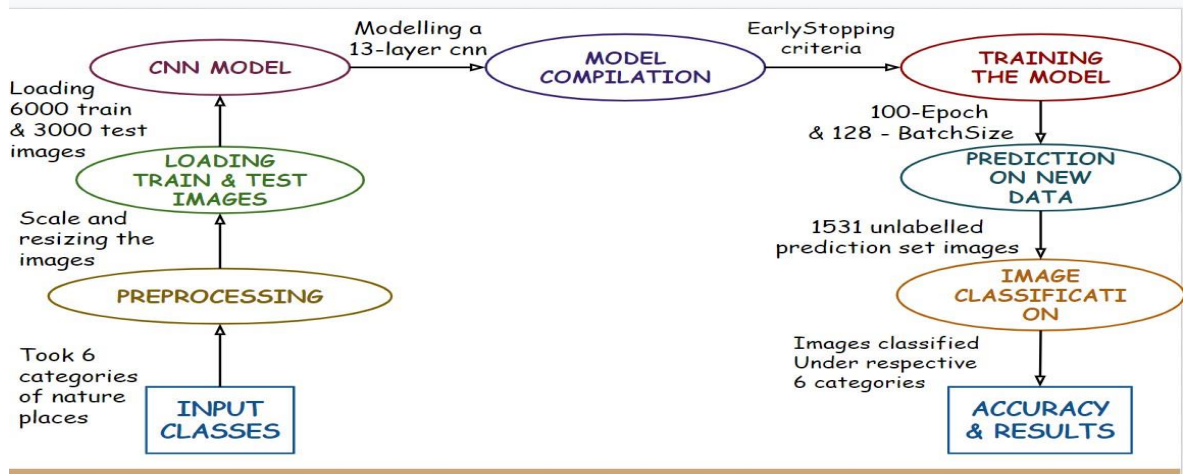 Modelling a
13-layer cnn
EarlyStopping
criteria
CNN MODEL
MODEL
COMPILATION
TRAINING
THE MODEL
Loading
6000 train
& 3000 test
images
100-Epoch
& 128 - BatchSize
LOADING
TRAIN & TEST
IMAGES
PREDICTION
ON NEW
DATA
Scale and
resizing the
images
1531 unlabelled
prediction set images
PREPROCESSING
IMAGE
CLASSIFICATI
ON
Took 6
categories
of nature
places
Images classified
Under respective
6 categories
INPUT
CLASSES
ACCURACY
& RESULTS